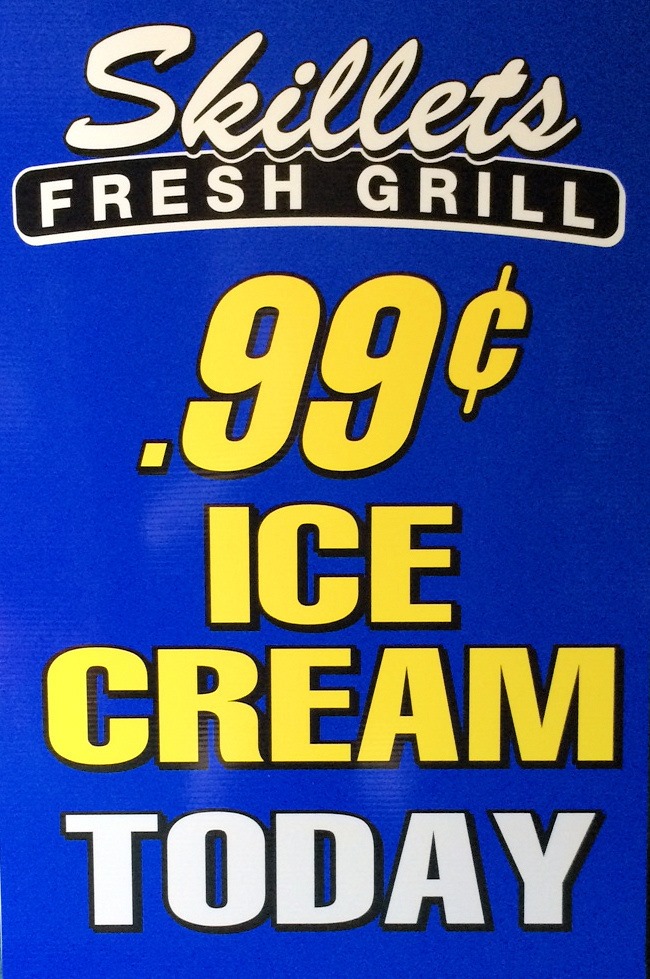 Skillets
FRESH GRILL
.99¢
ICE
CREAM
TODAY